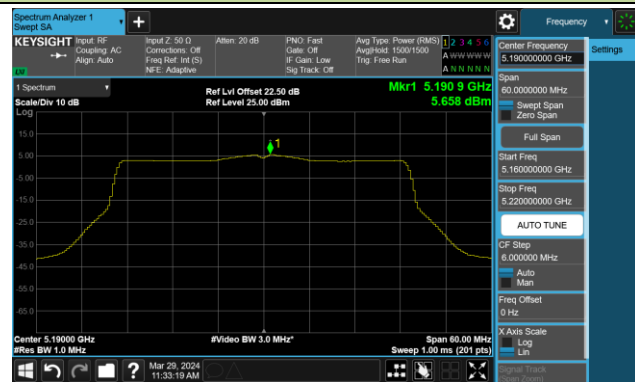 Spectrum Analyzer 1
Swept SA
+
Frequency
KEYSIGHT
Input: RF
Coupling: AC
Align: Auto
Input Z: 50 Ω
Corrections: Off
Freq Ref: Int (S)
NFE: Adaptive
Atten: 20 dB
PNO: Fast
Gate: Off
IF Gain: Low
Sig Track: Off
Avg Type: Power (RMS)
Avg|Hold: 1500/1500
Trig: Free Run
1 2 3 4 5 6
A W W W W W
A N N N N N
1 Spectrum
Scale/Div 10 dB
Log
Ref Lvl Offset 22.50 dB
Ref Level 25.00 dBm
Mkr1 5.190 9 GHz
5.658 dBm
15.0
5.00
-5.00
-15.0
-25.0
-35.0
-45.0
-55.0
-65.0
1
Center 5.19000 GHz
#Res BW 1.0 MHz
#Video BW 3.0 MHz*
Span 60.00 MHz
Sweep 1.00 ms (201 pts)
Center Frequency
5.190000000 GHz
Settings
Span
60.0000000 MHz
Swept Span
Zero Span
Full Span
Start Freq
5.160000000 GHz
Stop Freq
5.220000000 GHz
AUTO TUNE
CF Step
6.000000 MHz
Auto
Man
Freq Offset
0 Hz
X Axis Scale
Log
Lin
Signal Track
(Span Zoom)
?
Mar 29, 2024
11:33:19 AM